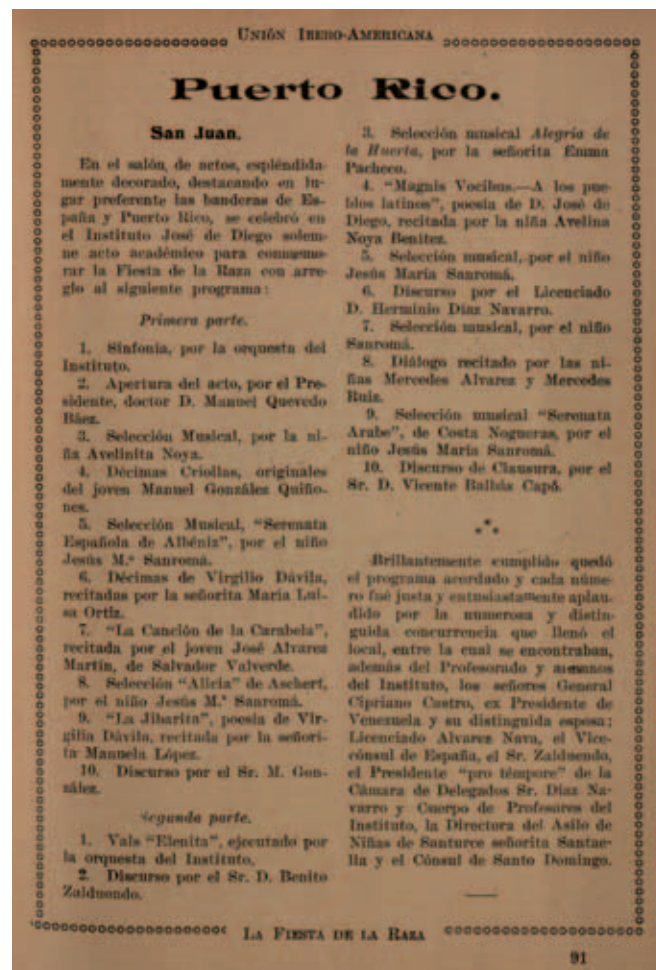 UNIÓN IBERO-AMERICANA
Puerto Rico.
San Juan.
En el salón de actos, espléndida-
mente decorado, destacando en lu-
gar preferente las banderas de Es-
paña y Puerto Rico, se celebró en
el Instituto José de Diego solem-
ne acto académico para conmemo-
rar la Fiesta de la Raza con arre-
glo al siguiente programa:
Primera parte.
1. Sinfonía, por la orquesta del
Instituto.
2. Apertura del acto, por el Pre-
sidente, doctor D. Manuel Quevedo
Báez.
3. Selección Musical, por la ni-
ña Avelinita Noya.
4. Décimas Criollas, originales
del joven Manuel González Quiño-
nes.
5. Selección Musical, "Serenata
Española de Albéniz", por el niño
Jesús M.ª Sanromá.
6. Décimas de Virgilio Dávila,
recitadas por la señorita María Lui-
sa Ortiz.
7. "La Canción de la Carabela",
recitada por el joven José Alvarez
Martín, de Salvador Valverde.
8. Selección "Alicia" de Aschert,
por el niño Jesús M.ª Sanromá.
9. "La Jibarita", poesía de Vir-
gilia Dávila, recitada por la señori-
ta Manuela López.
10. Discurso por el Sr. M. Gon-
zález.
Segunda parte.
1. Vals "Elenita", ejecutado por
la orquesta del Instituto.
2. Discurso por el Sr. D. Benito
Zalduondo.
3. Selección musical Alegría de
la Huerta, por la señorita Emma
Pacheco.
4. "Magnis Vocibus.—A los pue-
blos latinos", poesía de D. José de
Diego, recitada por la niña Avelina
Noya Benítez.
5. Selección musical, por el niño
Jesús María Sanromá.
6. Discurso por el Licenciado
D. Herminio Díaz Navarro.
7. Selección musical, por el niño
Sanromá.
8. Diálogo recitado por las ni-
ñas Mercedes Alvarez y Mercedes
Ruiz.
9. Selección musical "Serenata
Arabe", de Costa Nogueras, por el
niño Jesús María Sanromá.
10. Discurso de Clausura, por el
Sr. D. Vicente Balbás Capó.
Brillantemente cumplido quedó
el programa acordado y cada núme-
ro fué justa y entusiastamente aplau-
dido por la numerosa y distin-
guida concurrencia que llenó el
local, entre la cual se encontraban,
además del Profesorado y
del Instituto, los señores General
Cipriano Castro, ex Presidente de
Venezuela y su distinguida esposa;
Licenciado Alvarez Nava, el Vice-
cónsul de España, el Sr. Zalduendo,
el Presidente "pro témpore" de la
Cámara de Delegados Sr. Díaz Na-
varro y Cuerpo de Profesores del
Instituto, la Directora del Asilo de
Niñas de Santurce señorita Santae-
lla y el Cónsul de Santo Domingo.
LA FIESTA DE LA RAZA
91